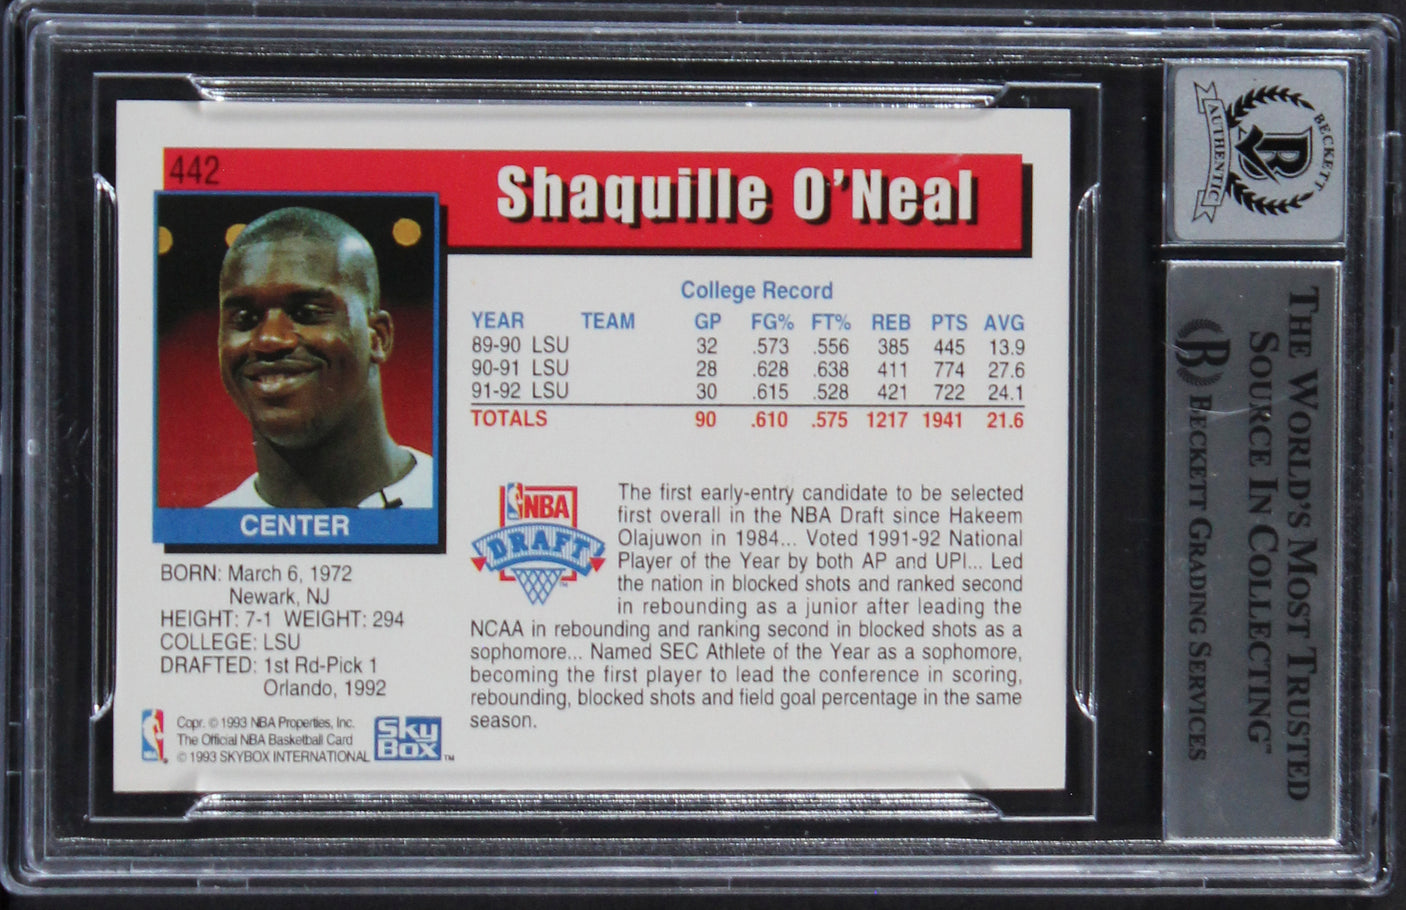 442
Shaquille O'Neal
CENTER
BORN: March 6, 1972
Newark, NJ
HEIGHT: 7-1 WEIGHT: 294
COLLEGE: LSU
DRAFTED: 1st Rd-Pick 1
Orlando, 1992
College Record
YEAR TEAM GP FG% FT% REB PTS AVG
89-90 LSU 32 .573 .556 385 445 13.9
90-91 LSU 28 .628 .638 411 774 27.6
91-92 LSU 30 .615 .528 421 722 24.1
TOTALS 90 .610 .575 1217 1941 21.6
NBA
DRAFT
The first early-entry candidate to be selected
first overall in the NBA Draft since Hakeem
Olajuwon in 1984... Voted 1991-92 National
Player of the Year by both AP and UPI... Led
the nation in blocked shots and ranked second
in rebounding as a junior after leading the
NCAA in rebounding and ranking second in blocked shots as a
sophomore... Named SEC Athlete of the Year as a sophomore,
becoming the first player to lead the conference in scoring,
rebounding, blocked shots and field goal percentage in the same
season.
NBA
Copr. © 1993 NBA Properties, Inc.
The Official NBA Basketball Card
© 1993 SKYBOX INTERNATIONAL
SkyBox™
BECKETT
AUTHENTIC
B
THE WORLD'S MOST TRUSTED
SOURCE IN COLLECTING™
B BECKETT GRADING SERVICES